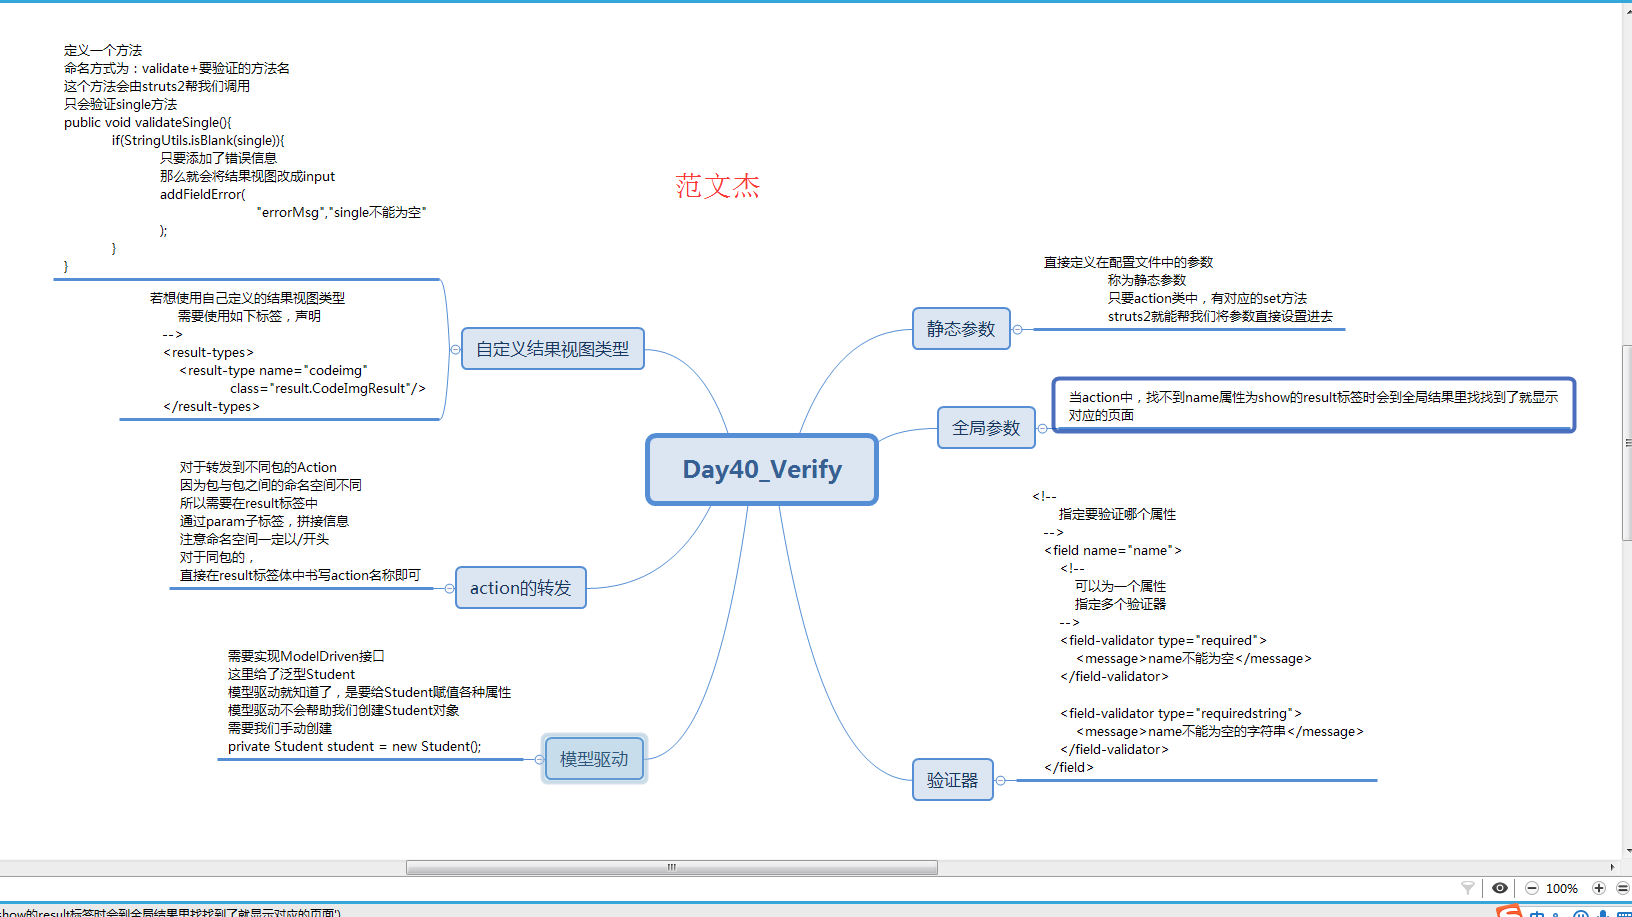 定义一个方法
命名方式为：validate+要验证的方法名
这个方法会由struts2帮我们调用
只会验证single方法
public void validateSingle(){
if(StringUtils.isBlank(single)){
只要添加了错误信息
那么就会将结果视图改成input
addFieldError(
"errorMsg","single不能为空"
);
}
}
若想使用自己定义的结果视图类型
需要使用如下标签，声明
-->
<result-types>
<result-type name="codeimg"
class="result.CodeImgResult"/>
</result-types>
自定义结果视图类型
对于转发到不同包的Action
因为包与包之间的命名空间不同
所以需要在result标签中
通过param子标签，拼接信息
注意命名空间一定以/开头
对于同包的，
直接在result标签体中书写action名称即可
action的转发
需要实现ModelDriven接口
这里给了泛型Student
模型驱动就知道了，是要给Student赋值各种属性
模型驱动不会帮助我们创建Student对象
需要我们手动创建
private Student student = new Student();
模型驱动
范文杰
Day40_Verify
静态参数
直接定义在配置文件中的参数
称为静态参数
只要action类中，有对应的set方法
struts2就能帮我们将参数直接设置进去
全局参数
当action中，找不到name属性为show的result标签时会到全局结果里找找到了就显示
对应的页面
验证器
<!--
指定要验证哪个属性
-->
<field name="name">
<!--
可以为一个属性
指定多个验证器
-->
<field-validator type="required">
<message>name不能为空</message>
</field-validator>
<field-validator type="requiredstring">
<message>name不能为空的字符串</message>
</field-validator>
</field>
100%
show的result标签时会到全局结果里找找到了就显示对应的页面')
中